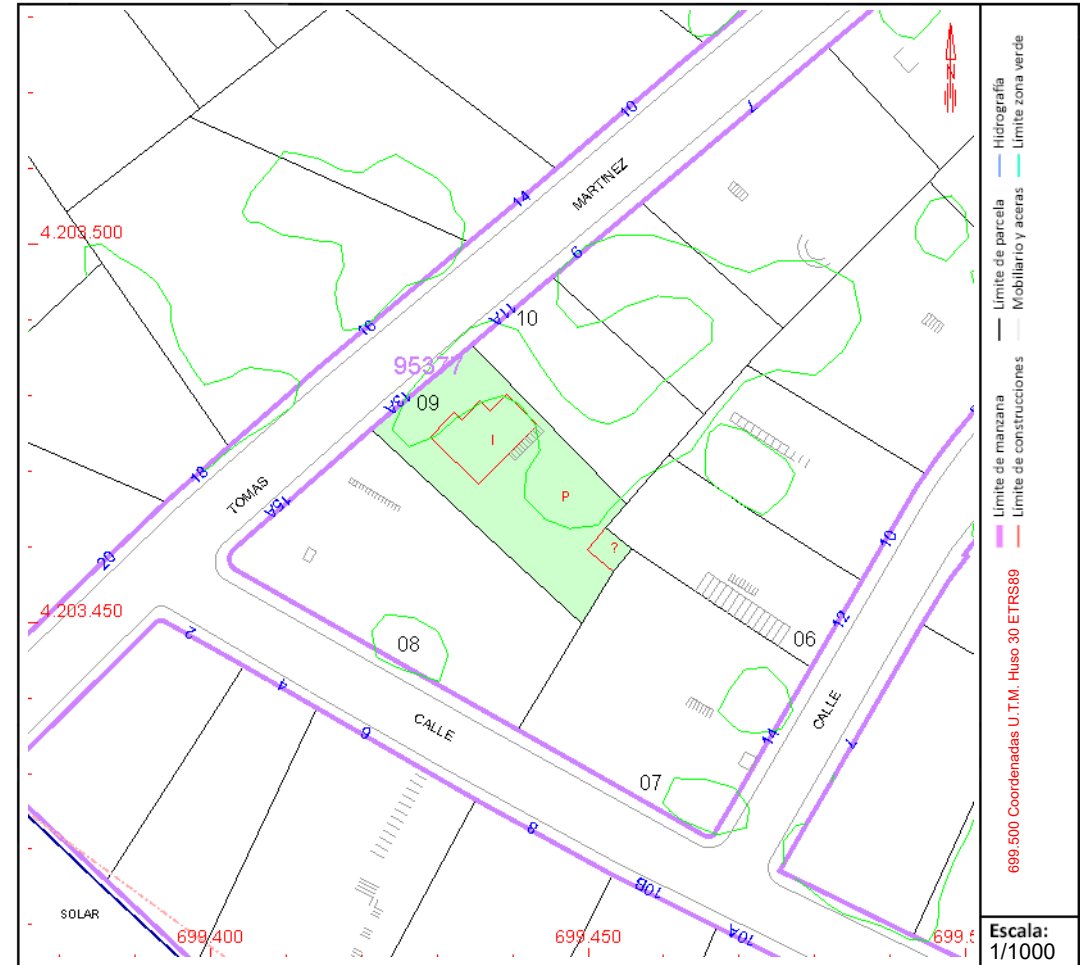 10
7
MARTINEZ
14
4.203.500
6
11A
10
16
95377
13A
09
I
18
TOMAS
15A
P
20
?
10
4.203.450
2
08
12
06
4
CALLE
CALLE
6
14
7
07
8
10B
SOLAR
699.400
699.450
10A
699.5
N
Hidrografía
Límite zona verde
Límite de parcela
Mobiliario y aceras
Límite de manzana
Límite de construcciones
699.500 Coordenadas U.T.M. Huso 30 ETRS89
Escala:
1/1000